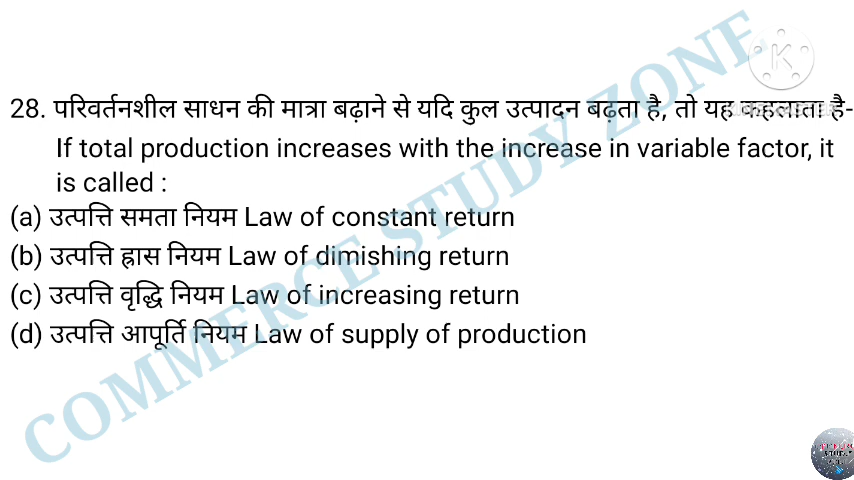 28. परिवर्तनशील साधन की मात्रा बढ़ाने से यदि कुल उत्पादन बढ़ता है, तो यह कहलाता है-
If total production increases with the increase in variable factor, it
is called :
(a) उत्पत्ति समता नियम Law of constant return
(b) उत्पत्ति ह्रास नियम Law of dimishing return
(c) उत्पत्ति वृद्धि नियम Law of increasing return
(d) उत्पत्ति आपूर्ति नियम Law of supply of production
COMMERCE STUDY ZONE
K